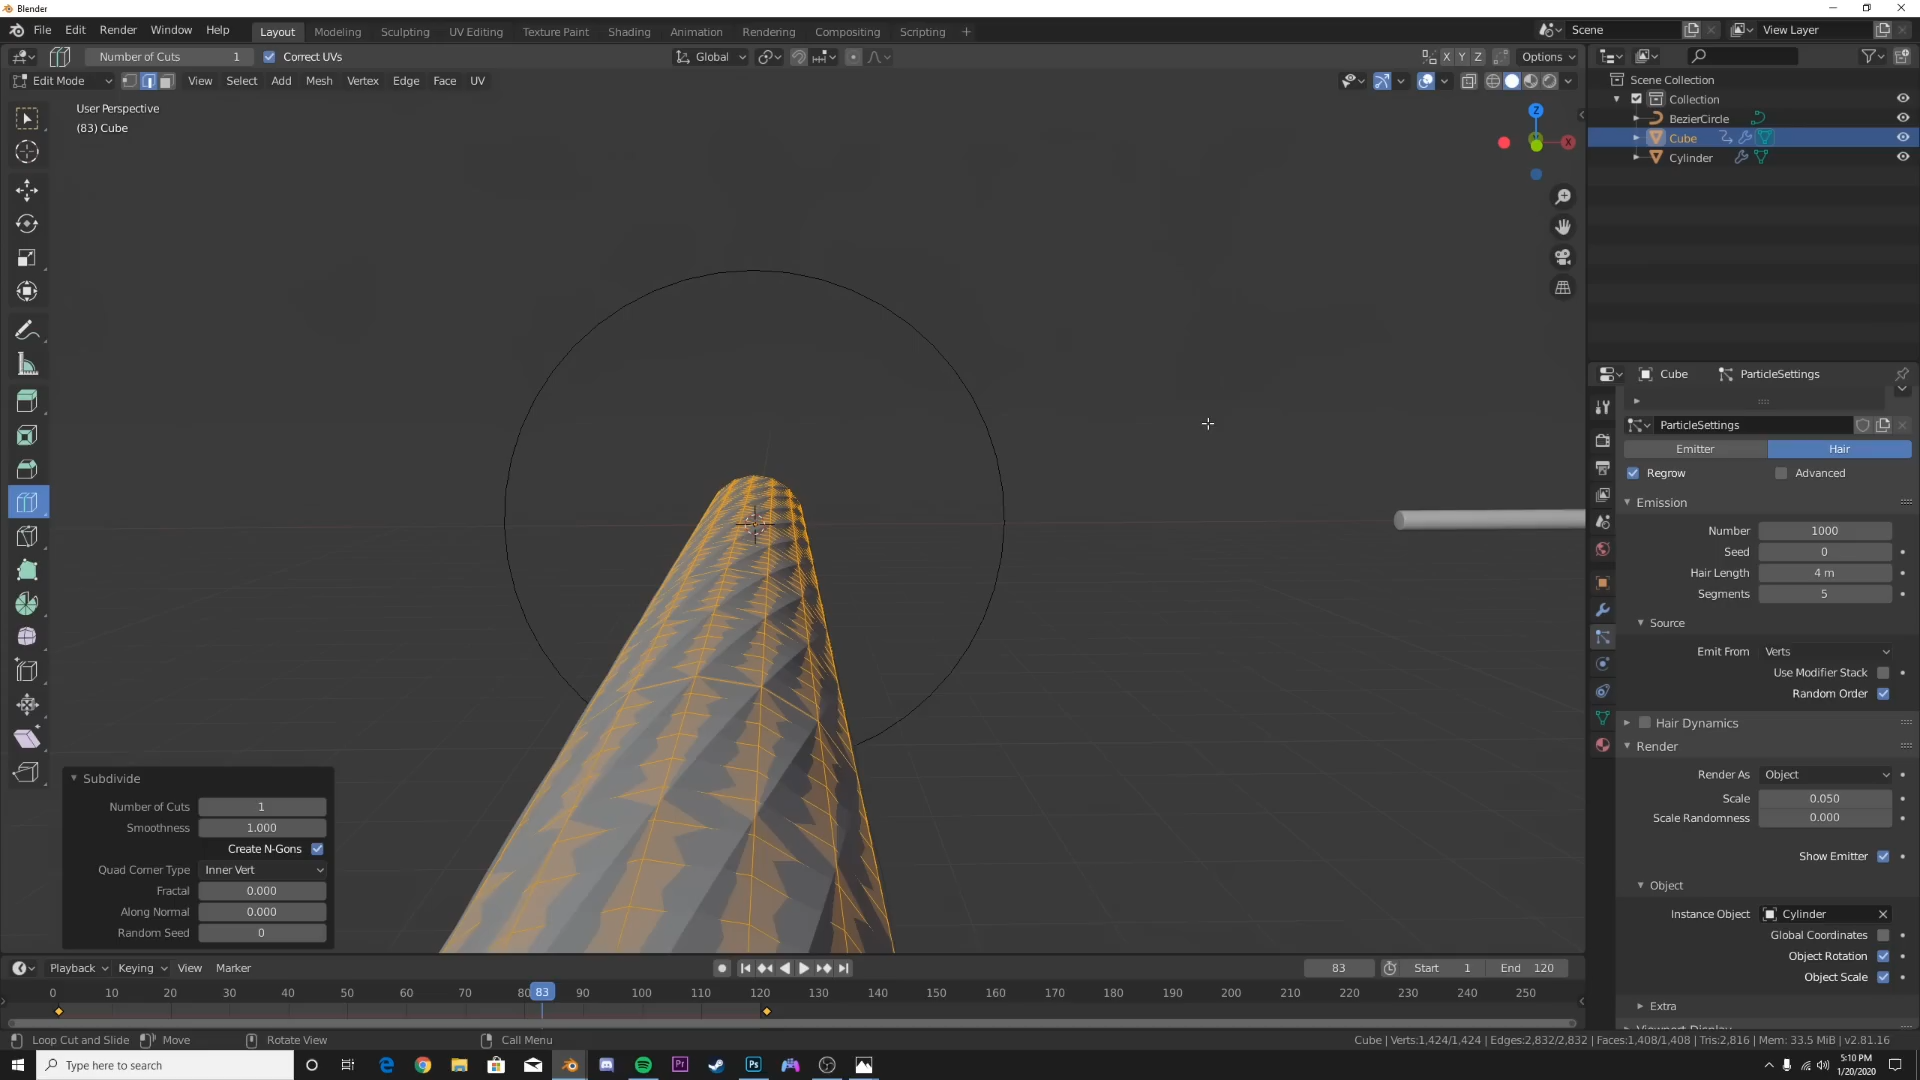 Blender
File Edit Render Window Help Layout Modeling Sculpting UV Editing Texture Paint Shading Animation Rendering Compositing Scripting + Scene View Layer
Number of Cuts 1 Correct UVs Global X Y Z Options
Edit Mode View Select Add Mesh Vertex Edge Face UV
User Perspective
(83) Cube
Z
X
Scene Collection
Collection
BezierCircle
Cube
Cylinder
Cube ParticleSettings
ParticleSettings
Emitter Hair
Regrow Advanced
Emission
Number 1000
Seed 0
Hair Length 4 m
Segments 5
Source
Emit From Verts
Use Modifier Stack
Random Order
Hair Dynamics
Render
Render As Object
Scale 0.050
Scale Randomness 0.000
Show Emitter
Object
Instance Object Cylinder
Global Coordinates
Object Rotation
Object Scale
Extra
Subdivide
Number of Cuts 1
Smoothness 1.000
Create N-Gons
Quad Corner Type Inner Vert
Fractal 0.000
Along Normal 0.000
Random Seed 0
Playback Keying View Marker 83 Start 1 End 120
0 10 20 30 40 50 60 70 80 83 90 100 110 120 130 140 150 160 170 180 190 200 210 220 230 240 250
Loop Cut and Slide Move Rotate View Call Menu Cube | Verts:1,424/1,424 | Edges:2,832/2,832 | Faces:1,408/1,408 | Tris:2,816 | Mem: 33.5 MiB | v2.81.16
Type here to search
5:10 PM
1/20/2020